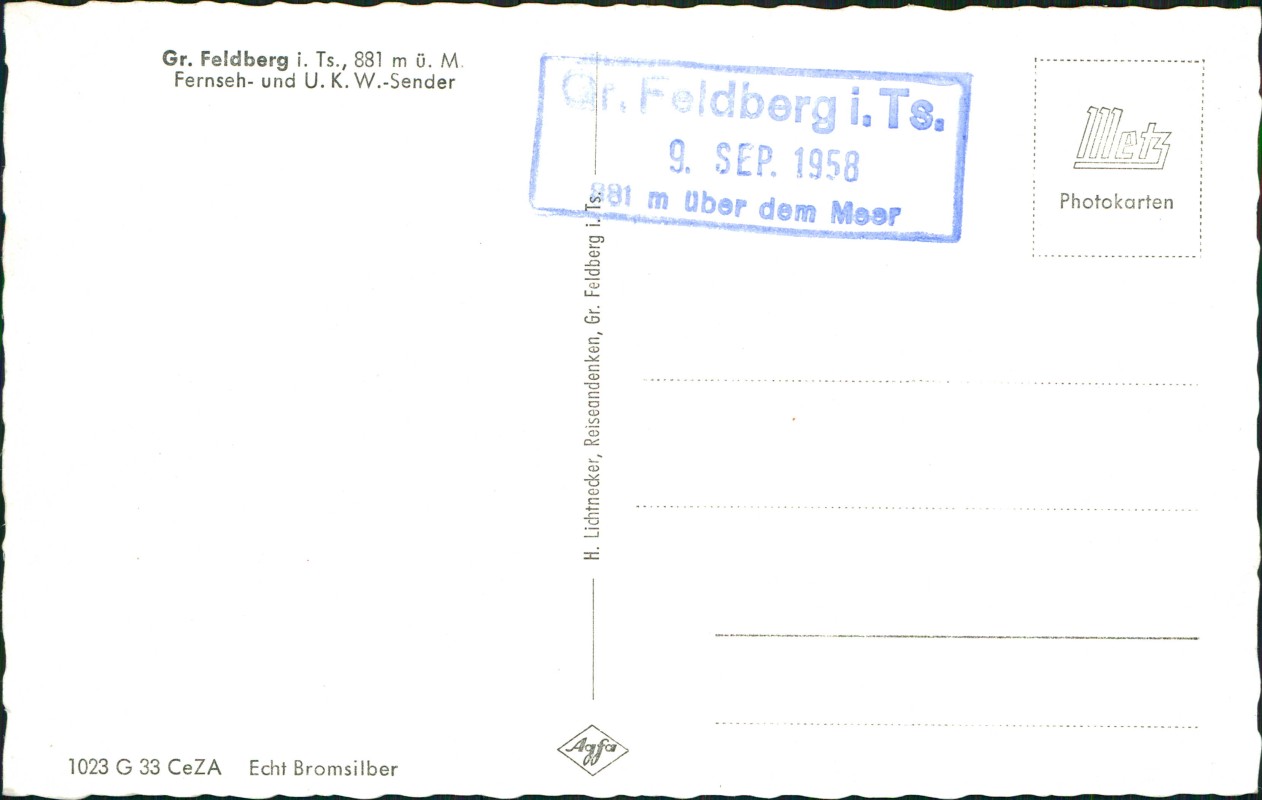 Gr. Feldberg i. Ts., 881 m ü. M.
Fernseh- und U. K. W.-Sender
Gr. Feldberg i. Ts.
9. SEP. 1958
881 m über dem Meer
Metz
Photokarten
H. Lichtnecker, Reiseandenken, Gr. Feldberg i. Ts.
Agfa
1023 G 33 CeZA Echt Bromsilber